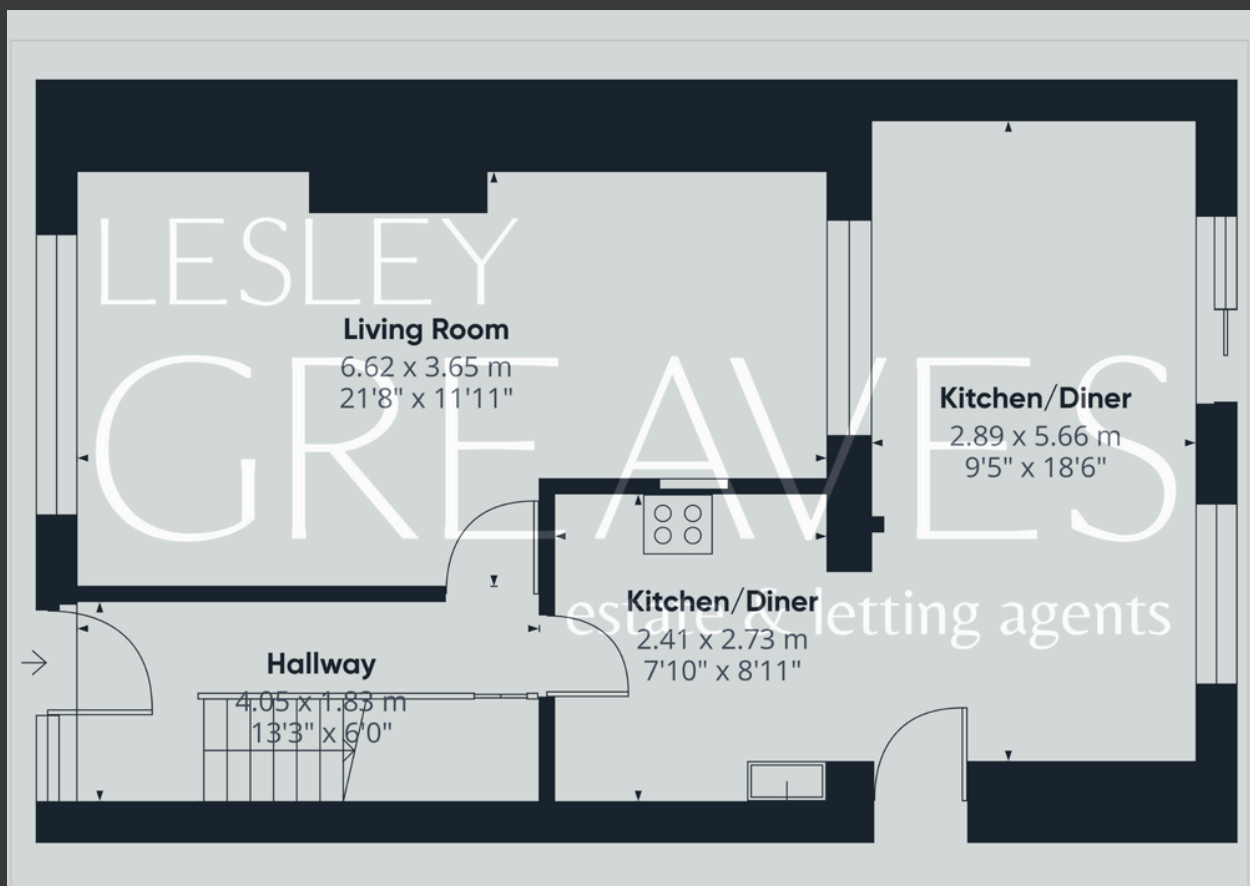 LESLEY
GREAVES
estate & letting agents
Living Room
6.62 x 3.65 m
21'8" x 11'11"
Kitchen/Diner
2.89 x 5.66 m
9'5" x 18'6"
Kitchen/Diner
2.41 x 2.73 m
7'10" x 8'11"
Hallway
4.05 x 1.83 m
13'3" x 6'0"